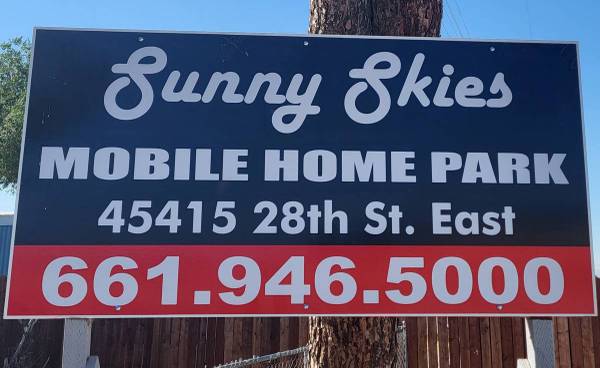 Sunny Skies
MOBILE HOME PARK
45415 28th St. East
661.946.5000